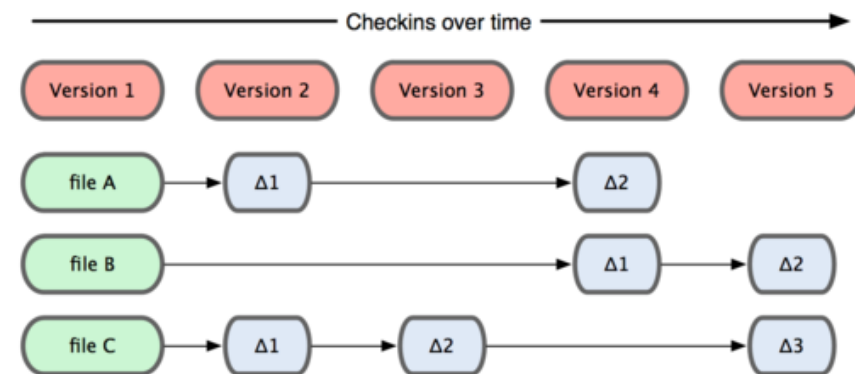 Checkins over time
Version 1 Version 2 Version 3 Version 4 Version 5
file A Δ1 Δ2
file B Δ1 Δ2
file C Δ1 Δ2 Δ3